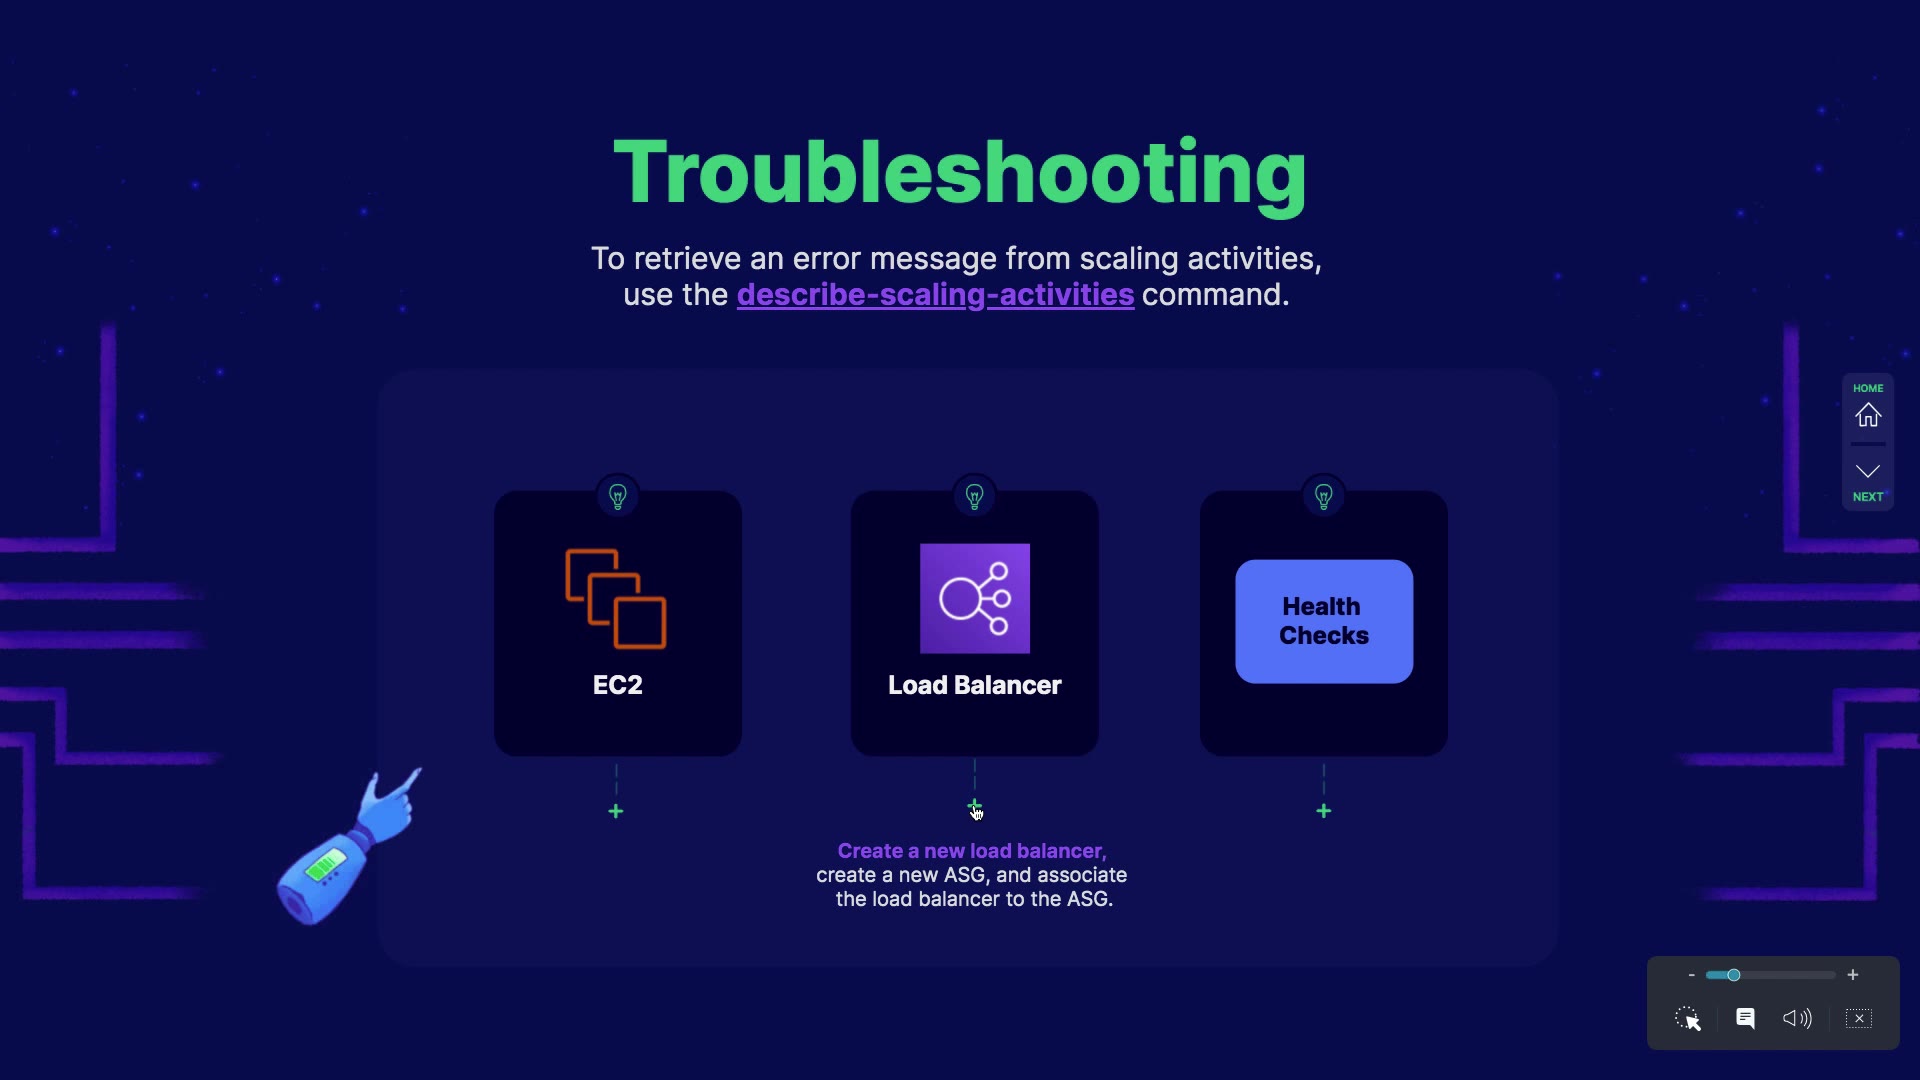 Troubleshooting
To retrieve an error message from scaling activities,
use the describe-scaling-activities command.
HOME
NEXT
EC2
Load Balancer
Health
Checks
+
+
+
Create a new load balancer,
create a new ASG, and associate
the load balancer to the ASG.
- +